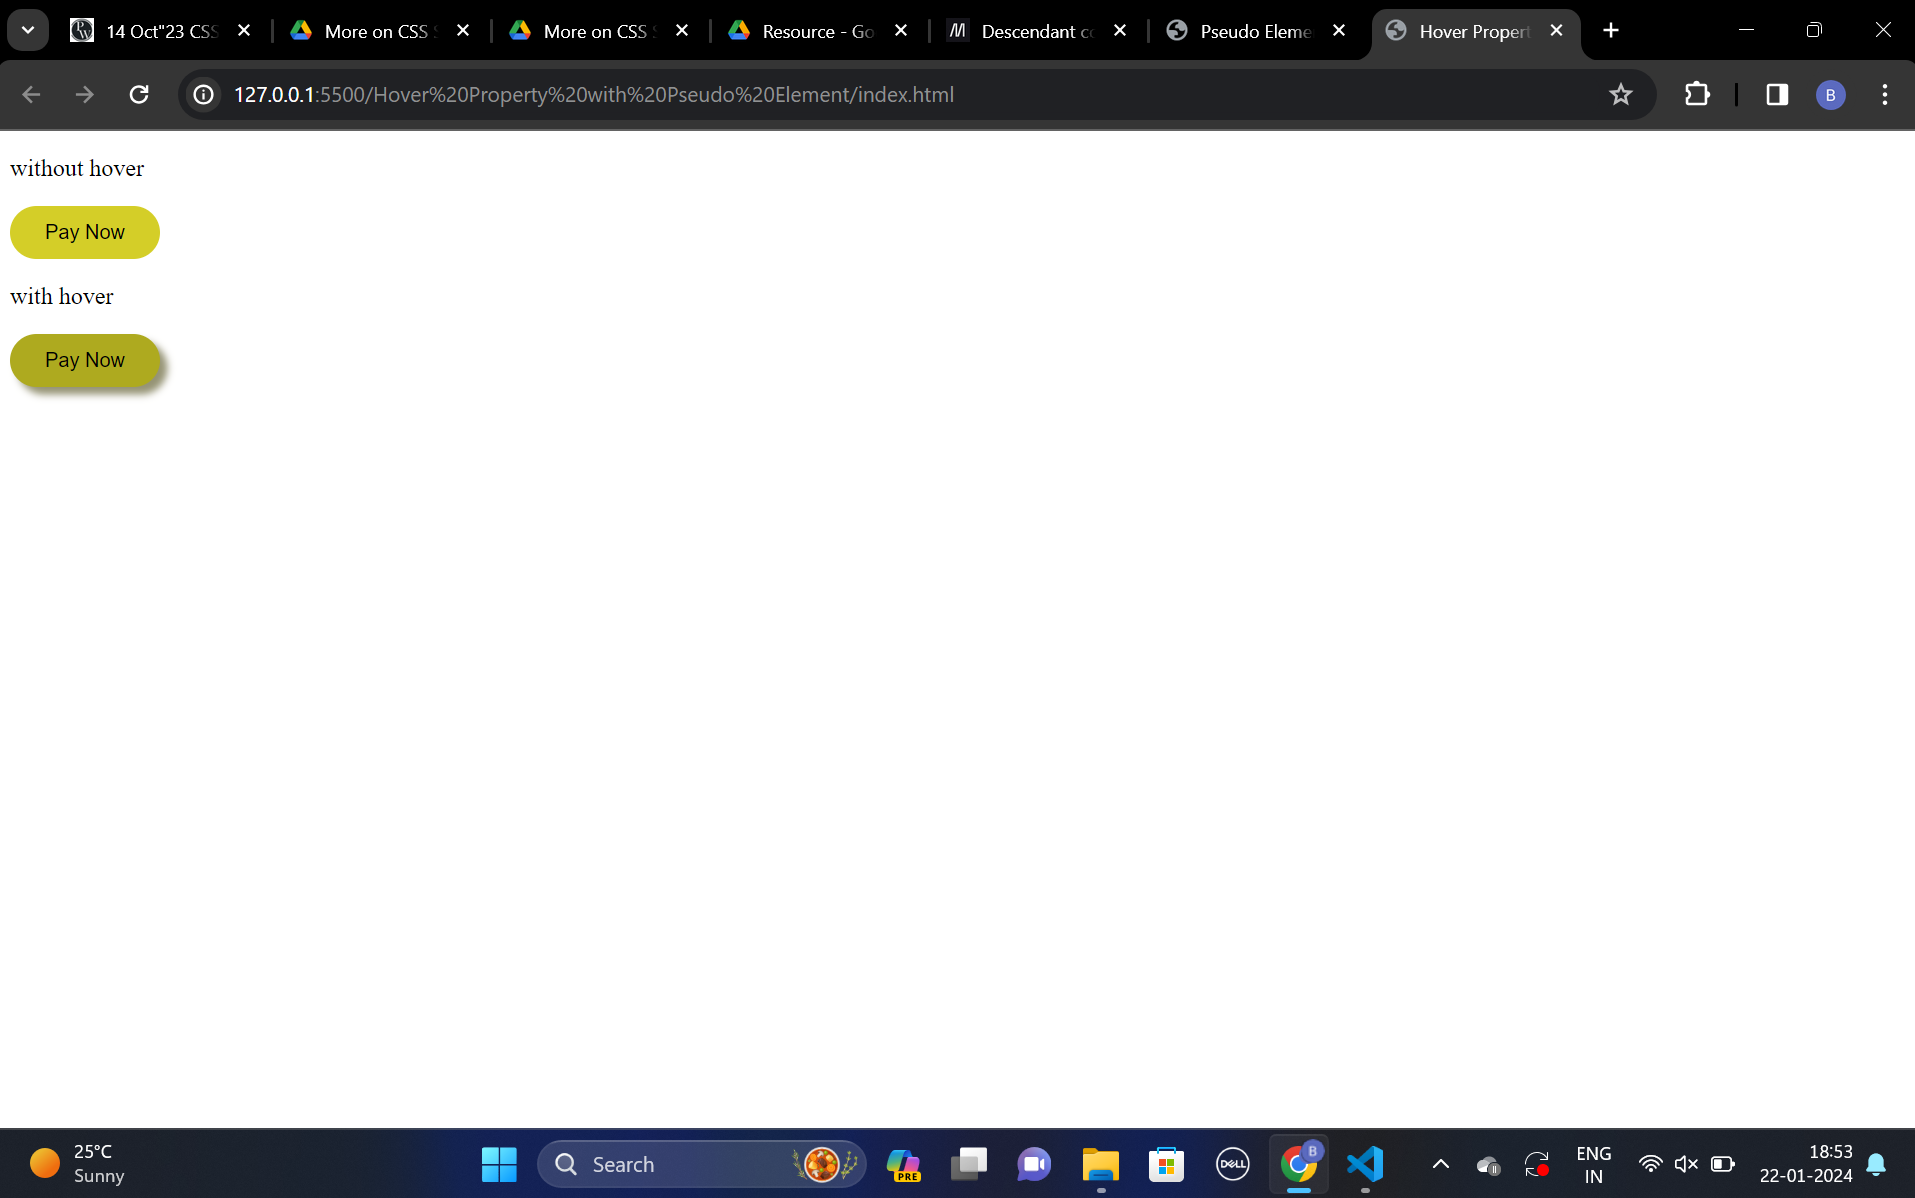 14 Oct"23 CSS
More on CSS
More on CSS
Resource - Go
Descendant
Pseudo Eleme
Hover Propert
127.0.0.1:5500/Hover%20Property%20with%20Pseudo%20Element/index.html
B
without hover
Pay Now
with hover
Pay Now
25°C
Sunny
Search
PRE
DELL
B
ENG
IN
18:53
22-01-2024